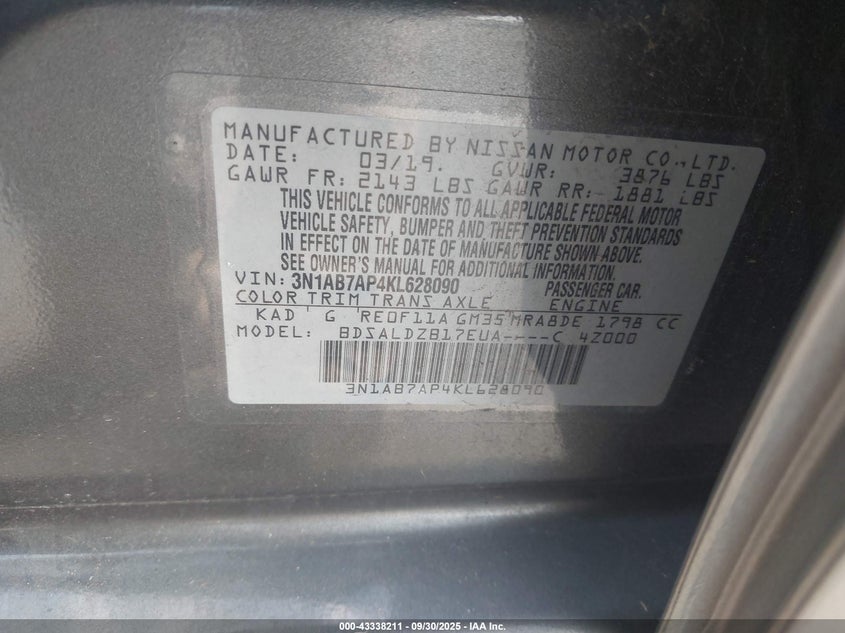 MANUFACTURED BY NISSAN MOTOR CO., LTD.
DATE: 03/19. GVWR: 3876 LBS
GAWR FR: 2143 LBS GAWR RR: 1881 LBS
THIS VEHICLE CONFORMS TO ALL APPLICABLE FEDERAL MOTOR
VEHICLE SAFETY, BUMPER AND THEFT PREVENTION STANDARDS
IN EFFECT ON THE DATE OF MANUFACTURE SHOWN ABOVE.
SEE OWNER'S MANUAL FOR ADDITIONAL INFORMATION.
VIN: 3N1AB7AP4KL628090 PASSENGER CAR.
COLOR TRIM TRANS AXLE ENGINE
KAD G RE0F11A GM35 MRA8DE 1798 CC
MODEL: BDSALDZB17EUA----C 4Z000
3N1AB7AP4KL628090
000-43338211 - 09/30/2025 - IAA Inc.